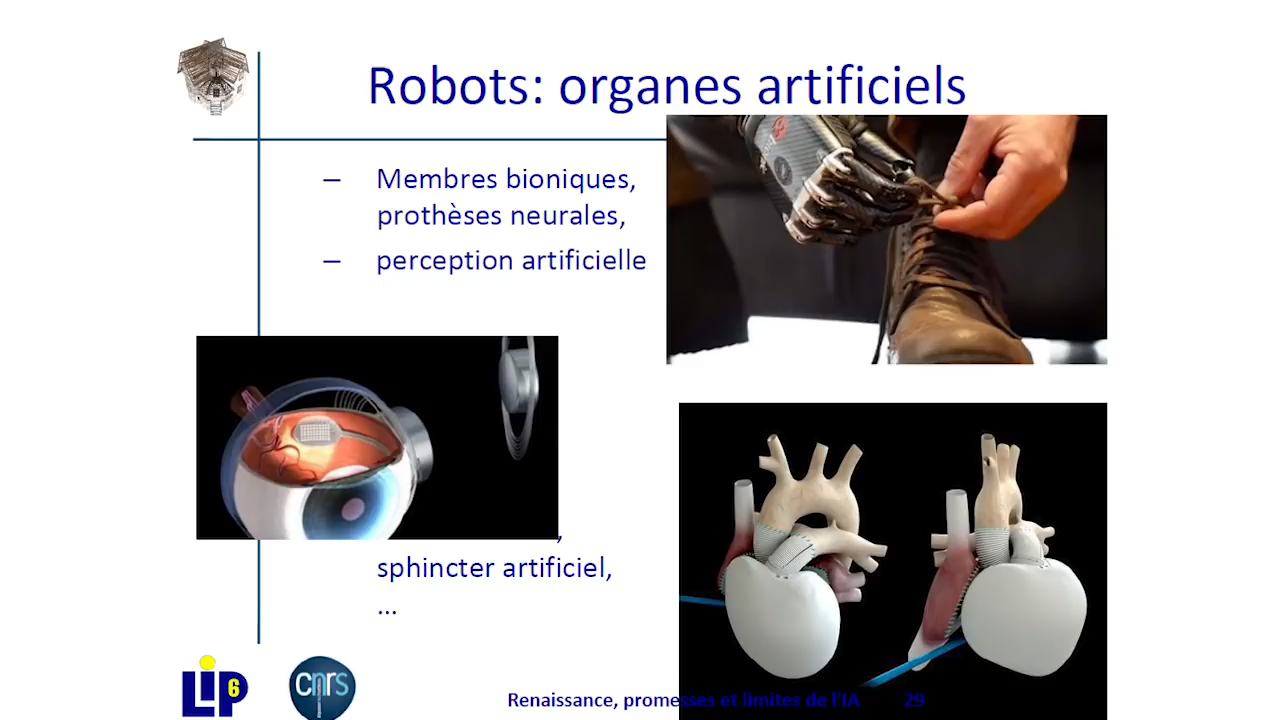 Robots: organes artificiels
– Membres bioniques,
prothèses neurales,
– perception artificielle
,
sphincter artificiel,
…
LIP6
cnrs
Renaissance, promesses et limites de l'IA 29